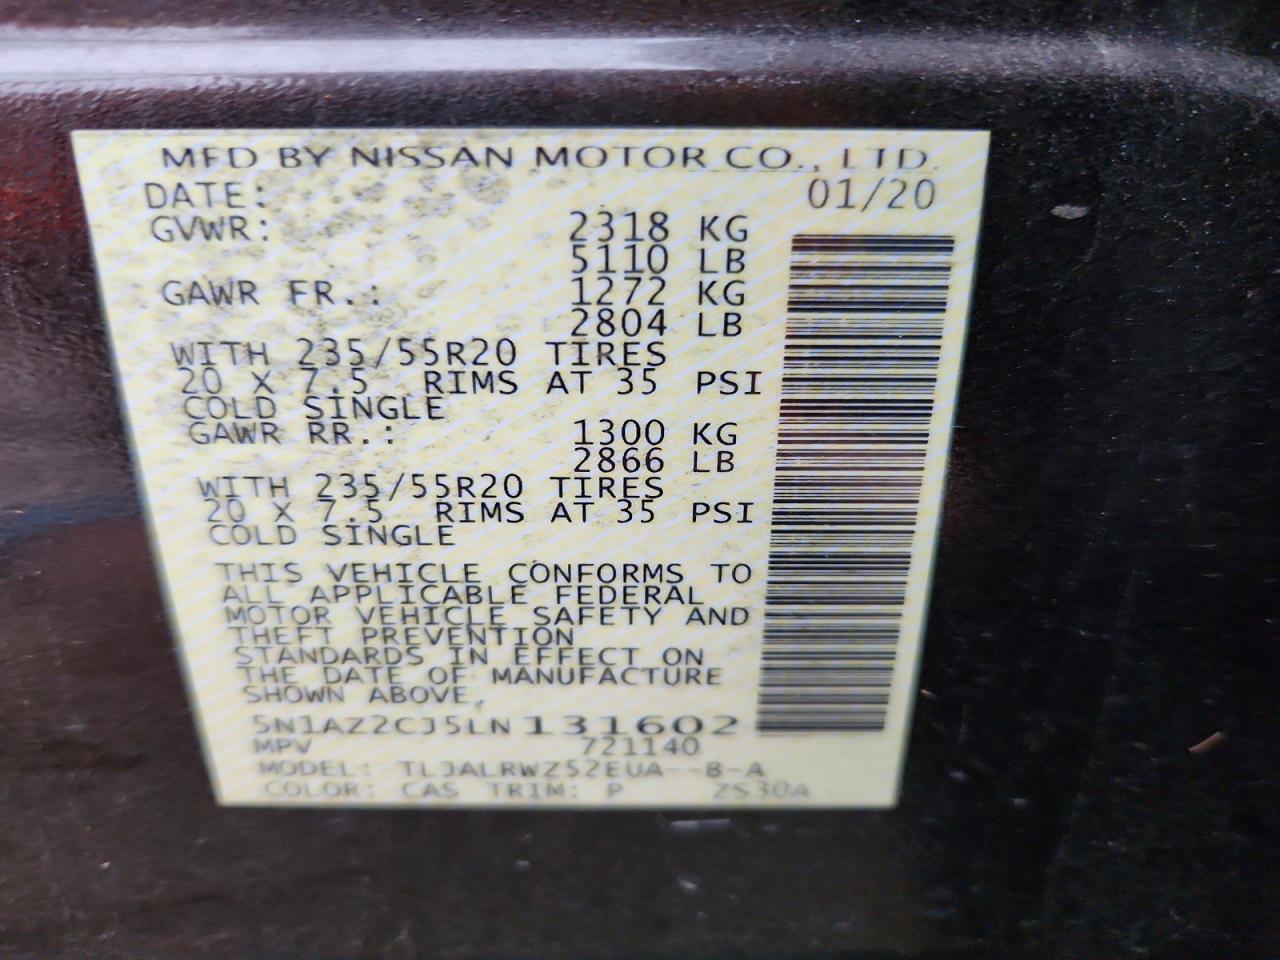 MFD BY NISSAN MOTOR CO., LTD.
DATE: 01/20
GVWR: 2318 KG
5110 LB
GAWR FR.: 1272 KG
2804 LB
WITH 235/55R20 TIRES
20 X 7.5 RIMS AT 35 PSI
COLD SINGLE
GAWR RR.: 1300 KG
2866 LB
WITH 235/55R20 TIRES
20 X 7.5 RIMS AT 35 PSI
COLD SINGLE
THIS VEHICLE CONFORMS TO
ALL APPLICABLE FEDERAL
MOTOR VEHICLE SAFETY AND
THEFT PREVENTION
STANDARDS IN EFFECT ON
THE DATE OF MANUFACTURE
SHOWN ABOVE.
5N1AZ2CJ5LN131602
MPV 721140
MODEL: TLJALRWZ52EUA--B-A
COLOR: CAS TRIM: P ZS30A